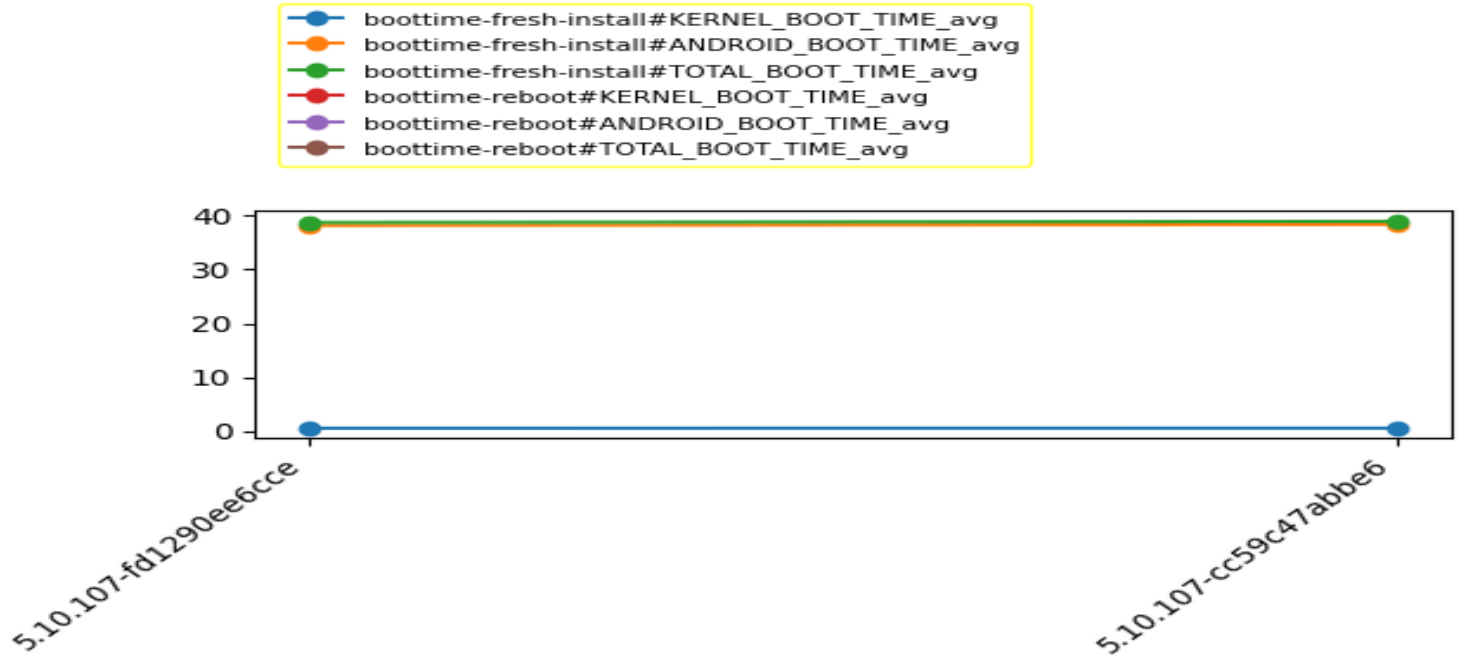 boottime-fresh-install#KERNEL_BOOT_TIME_avg
boottime-fresh-install#ANDROID_BOOT_TIME_avg
boottime-fresh-install#TOTAL_BOOT_TIME_avg
boottime-reboot#KERNEL_BOOT_TIME_avg
boottime-reboot#ANDROID_BOOT_TIME_avg
boottime-reboot#TOTAL_BOOT_TIME_avg
40
30
20
10
0
5.10.107-fd1290ee6cce
5.10.107-cc59c47abbe6